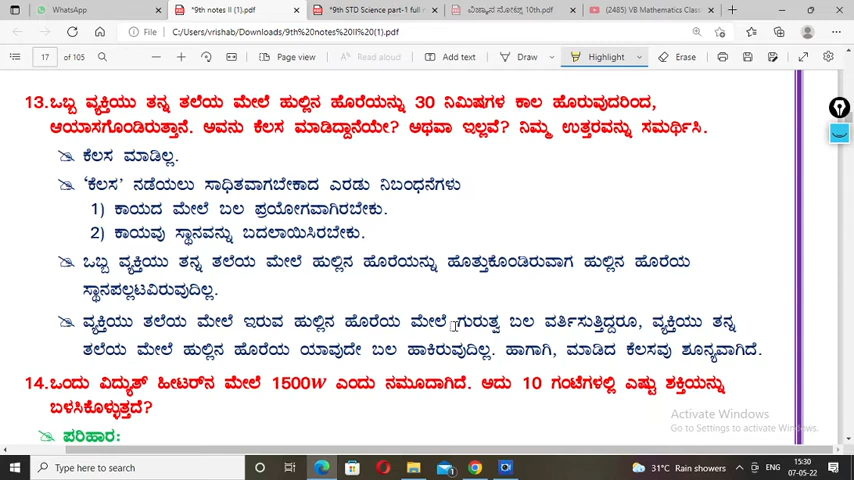 WhatsApp
*9th notes II (1).pdf
*9th STD Science part-1 full n
ವಿಜ್ಞಾನ ನೋಟ್ಸ್ 10th.pdf
(2485) VB Mathematics Class
File C:/Users/vrishab/Downloads/9th%20notes%20II%20(1).pdf
17 of 105 Page view Read aloud Add text Draw Highlight Erase
13. ಒಬ್ಬ ವ್ಯಕ್ತಿಯು ತನ್ನ ತಲೆಯ ಮೇಲೆ ಹುಲ್ಲಿನ ಹೊರೆಯನ್ನು 30 ನಿಮಿಷಗಳ ಕಾಲ ಹೊರುವುದರಿಂದ,
ಆಯಾಸಗೊಂಡಿರುತ್ತಾನೆ. ಅವನು ಕೆಲಸ ಮಾಡಿದ್ದಾನೆಯೇ? ಅಥವಾ ಇಲ್ಲವೆ? ನಿಮ್ಮ ಉತ್ತರವನ್ನು ಸಮರ್ಥಿಸಿ.
ಕೆಲಸ ಮಾಡಿಲ್ಲ.
‘ಕೆಲಸ’ ನಡೆಯಲು ಸಾಧಿತವಾಗಬೇಕಾದ ಎರಡು ನಿಬಂಧನೆಗಳು
1) ಕಾಯದ ಮೇಲೆ ಬಲ ಪ್ರಯೋಗವಾಗಿರಬೇಕು.
2) ಕಾಯವು ಸ್ಥಾನವನ್ನು ಬದಲಾಯಿಸಿರಬೇಕು.
ಒಬ್ಬ ವ್ಯಕ್ತಿಯು ತನ್ನ ತಲೆಯ ಮೇಲೆ ಹುಲ್ಲಿನ ಹೊರೆಯನ್ನು ಹೊತ್ತುಕೊಂಡಿರುವಾಗ ಹುಲ್ಲಿನ ಹೊರೆಯ
ಸ್ಥಾನಪಲ್ಲಟವಿರುವುದಿಲ್ಲ.
ವ್ಯಕ್ತಿಯು ತಲೆಯ ಮೇಲೆ ಇರುವ ಹುಲ್ಲಿನ ಹೊರೆಯ ಮೇಲೆ ಗುರುತ್ವ ಬಲ ವರ್ತಿಸುತ್ತಿದ್ದರೂ, ವ್ಯಕ್ತಿಯು ತನ್ನ
ತಲೆಯ ಮೇಲೆ ಹುಲ್ಲಿನ ಹೊರೆಯ ಯಾವುದೇ ಬಲ ಹಾಕಿರುವುದಿಲ್ಲ. ಹಾಗಾಗಿ, ಮಾಡಿದ ಕೆಲಸವು ಶೂನ್ಯವಾಗಿದೆ.
14. ಒಂದು ವಿದ್ಯುತ್ ಹೀಟರ್‌ನ ಮೇಲೆ 1500W ಎಂದು ನಮೂದಾಗಿದೆ. ಅದು 10 ಗಂಟೆಗಳಲ್ಲಿ ಎಷ್ಟು ಶಕ್ತಿಯನ್ನು
ಬಳಸಿಕೊಳ್ಳುತ್ತದೆ?
ಪರಿಹಾರ:
Activate Windows
Go to Settings to activate Windows.
Type here to search
31°C Rain showers
ENG
15:30
07-05-22